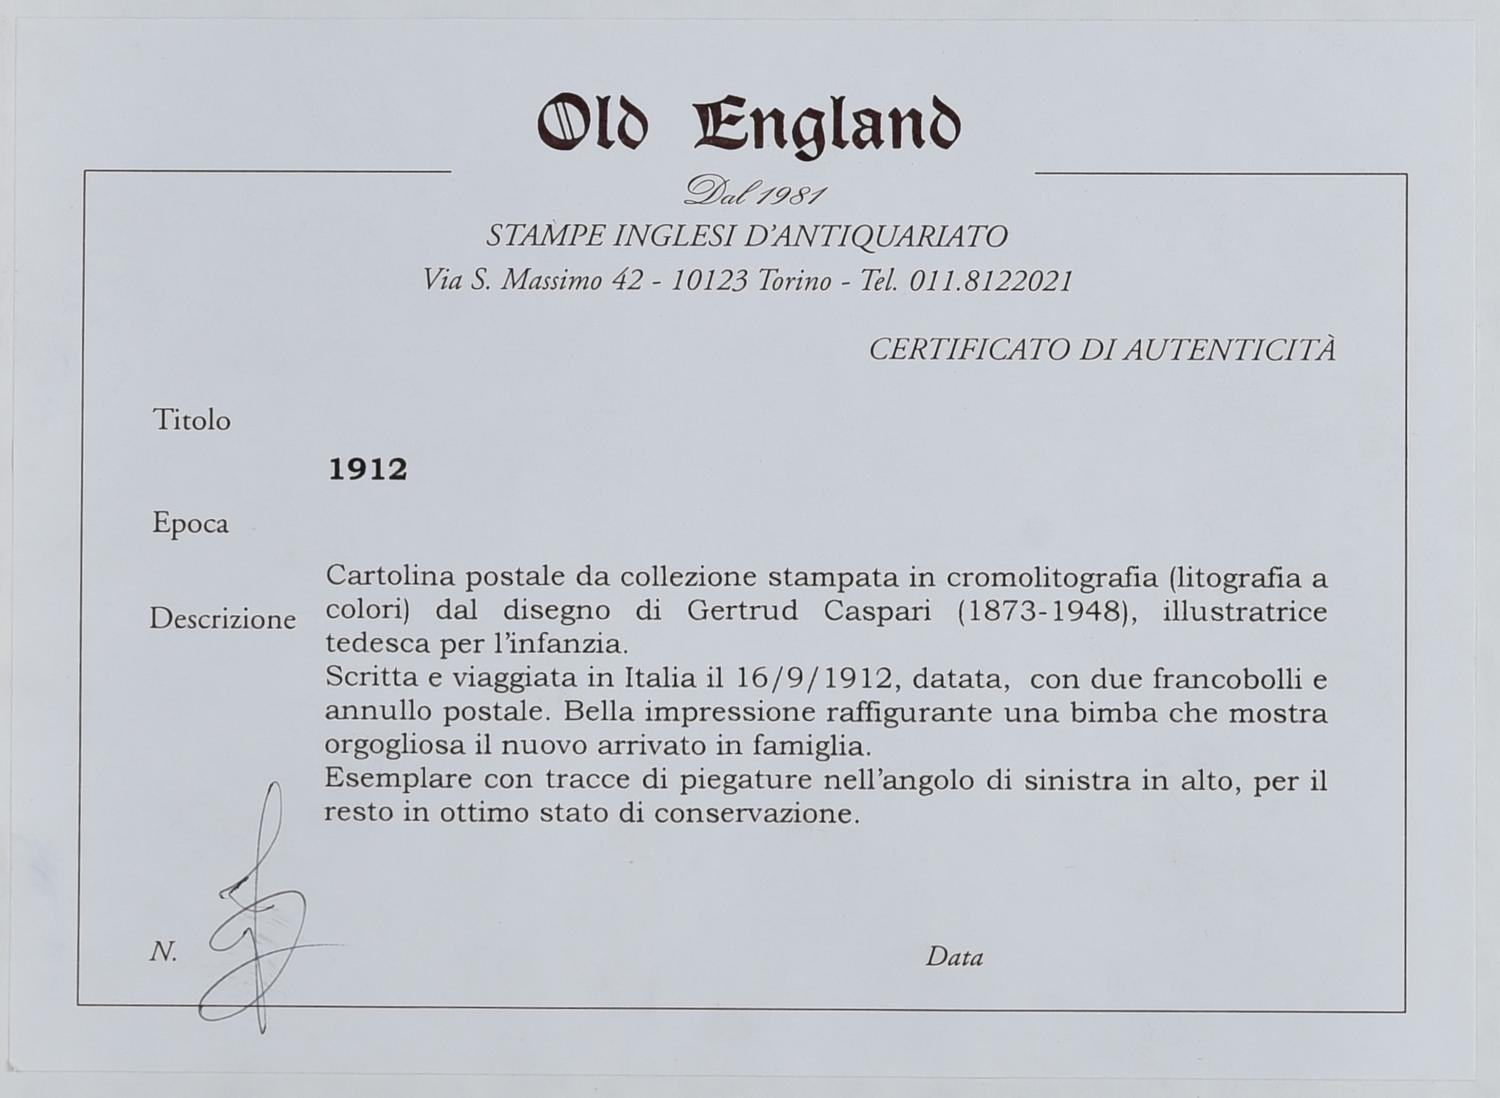 Old England
Dal 1981
STAMPE INGLESI D'ANTIQUARIATO
Via S. Massimo 42 - 10123 Torino - Tel. 011.8122021
CERTIFICATO DI AUTENTICITÀ
Titolo
1912
Epoca
Descrizione
Cartolina postale da collezione stampata in cromolitografia (litografia a
colori) dal disegno di Gertrud Caspari (1873-1948), illustratrice
tedesca per l'infanzia.
Scritta e viaggiata in Italia il 16/9/1912, datata, con due francobolli e
annullo postale. Bella impressione raffigurante una bimba che mostra
orgogliosa il nuovo arrivato in famiglia.
Esemplare con tracce di piegature nell'angolo di sinistra in alto, per il
resto in ottimo stato di conservazione.
N.
Data